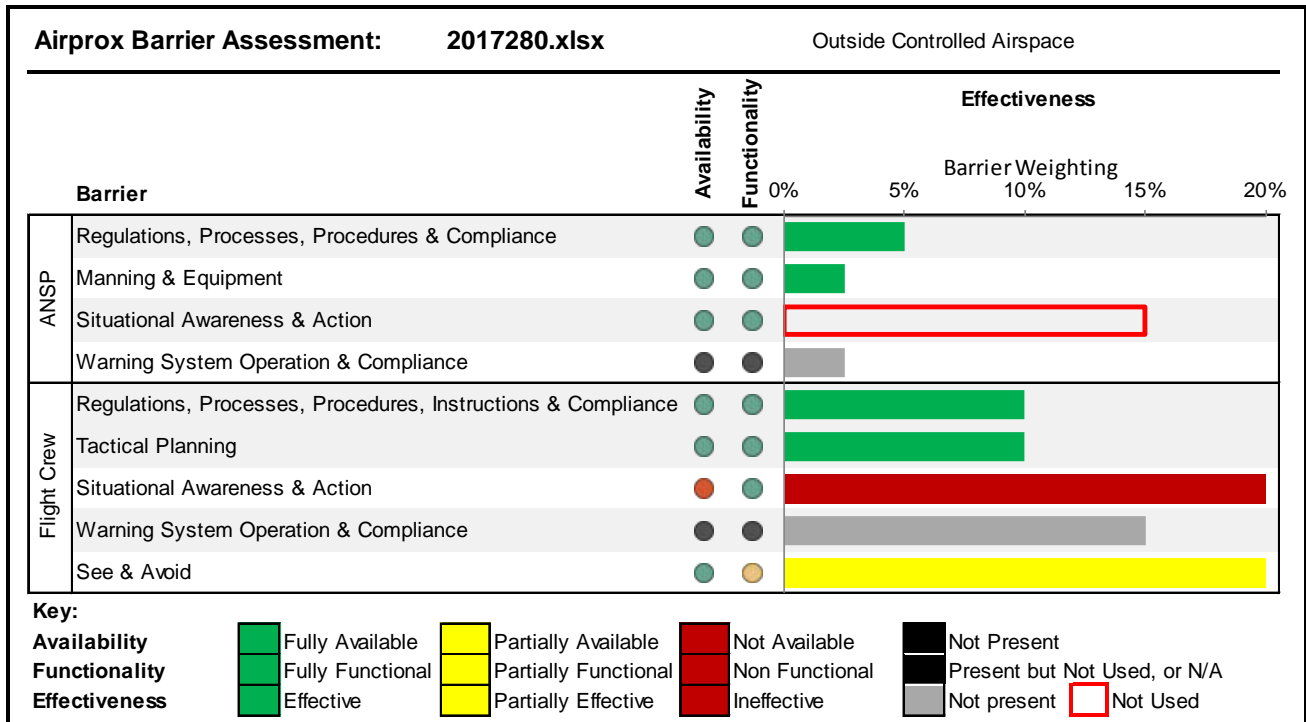 Airprox Barrier Assessment: 2017280.xlsx Outside Controlled Airspace
Availability
Functionality
Effectiveness
Barrier Weighting
Barrier
0% 5% 10% 15% 20%
ANSP
Regulations, Processes, Procedures & Compliance
Manning & Equipment
Situational Awareness & Action
Warning System Operation & Compliance
Flight Crew
Regulations, Processes, Procedures, Instructions & Compliance
Tactical Planning
Situational Awareness & Action
Warning System Operation & Compliance
See & Avoid
Key:
Availability Fully Available Partially Available Not Available Not Present
Functionality Fully Functional Partially Functional Non Functional Present but Not Used, or N/A
Effectiveness Effective Partially Effective Ineffective Not present Not Used